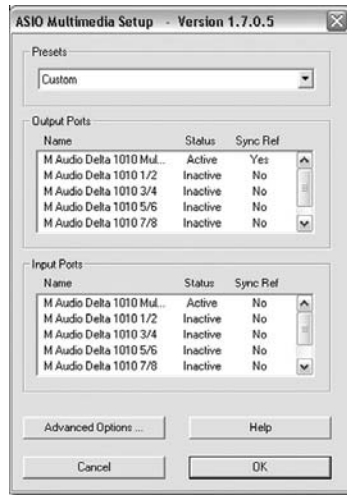 ASIO Multimedia Setup - Version 1.7.0.5
Presets
Custom
Output Ports
Name Status Sync Ref
M Audio Delta 1010 Mul... Active Yes
M Audio Delta 1010 1/2 Inactive No
M Audio Delta 1010 3/4 Inactive No
M Audio Delta 1010 5/6 Inactive No
M Audio Delta 1010 7/8 Inactive No
Input Ports
Name Status Sync Ref
M Audio Delta 1010 Mul... Active No
M Audio Delta 1010 1/2 Inactive No
M Audio Delta 1010 3/4 Inactive No
M Audio Delta 1010 5/6 Inactive No
M Audio Delta 1010 7/8 Inactive No
Advanced Options ... Help
Cancel OK